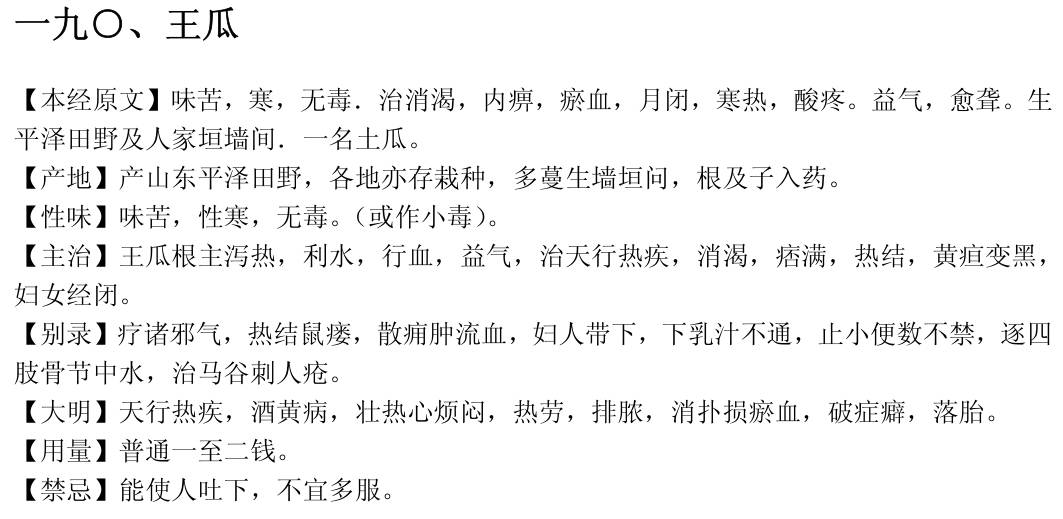 一九〇、王瓜
【本经原文】味苦，寒，无毒．治消渴，内痹，瘀血，月闭，寒热，酸疼。益气，愈聋。生
平泽田野及人家垣墙间．一名土瓜。
【产地】产山东平泽田野，各地亦存栽种，多蔓生墙垣问，根及子入药。
【性味】味苦，性寒，无毒。（或作小毒）。
【主治】王瓜根主泻热，利水，行血，益气，治天行热疾，消渴，痞满，热结，黄疸变黑，
妇女经闭。
【别录】疗诸邪气，热结鼠瘘，散痈肿流血，妇人带下，下乳汁不通，止小便数不禁，逐四
肢骨节中水，治马谷刺人疮。
【大明】天行热疾，酒黄病，壮热心烦闷，热劳，排脓，消扑损瘀血，破症癖，落胎。
【用量】普通一至二钱。
【禁忌】能使人吐下，不宜多服。